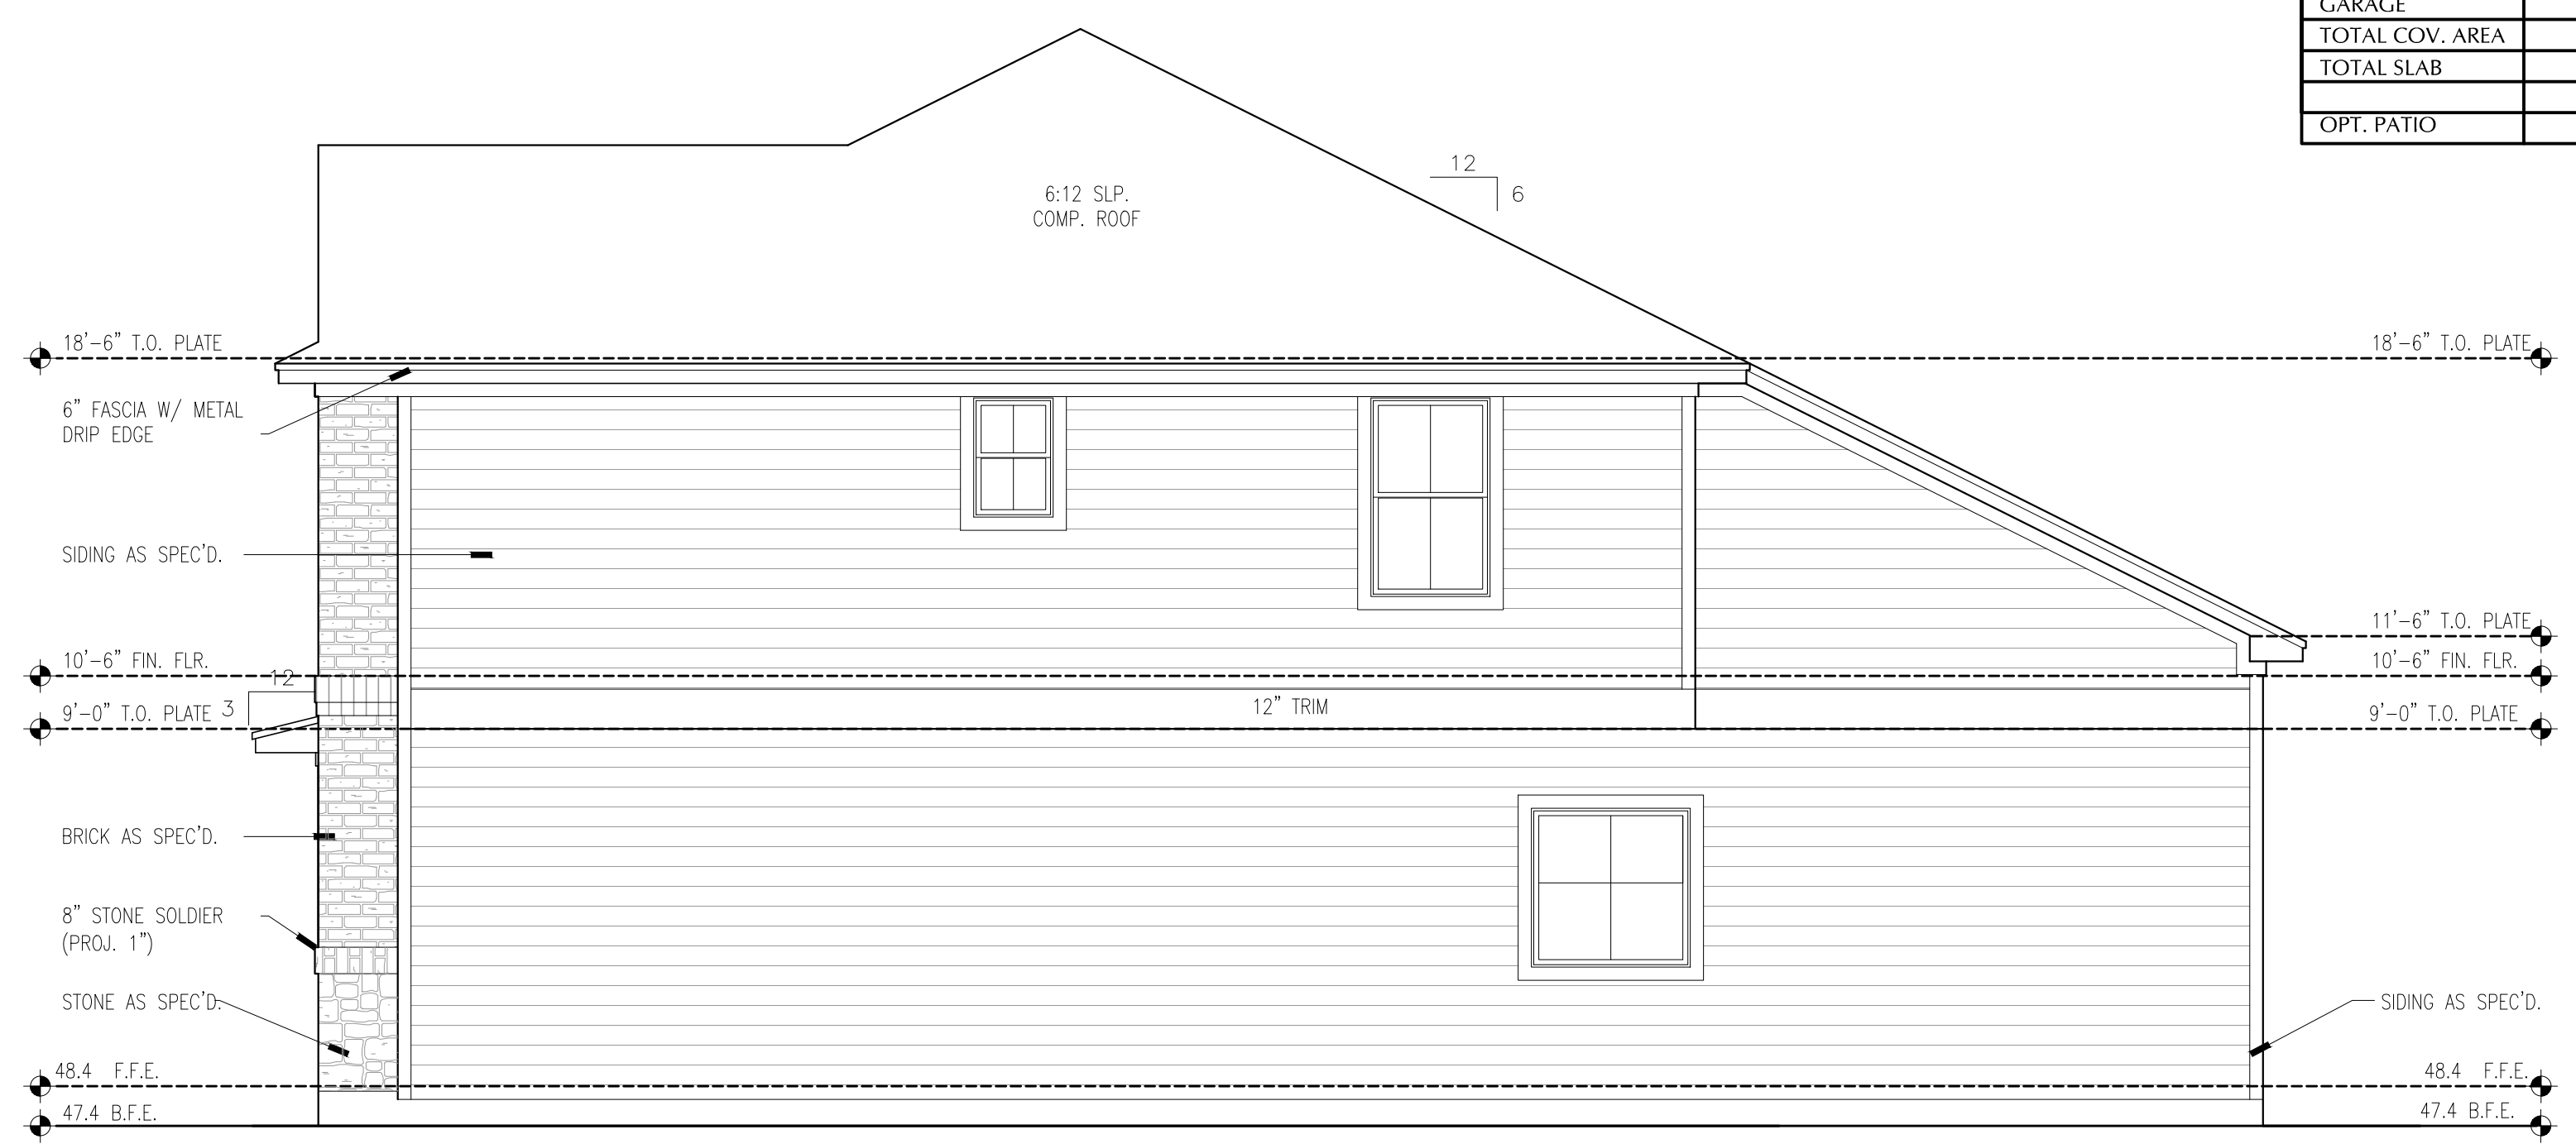 GARAGE
TOTAL COV. AREA
TOTAL SLAB
OPT. PATIO
12
6
6:12 SLP.
COMP. ROOF
18'-6" T.O. PLATE
18'-6" T.O. PLATE
6" FASCIA W/ METAL
DRIP EDGE
SIDING AS SPEC'D.
11'-6" T.O. PLATE
10'-6" FIN. FLR.
10'-6" FIN. FLR.
12
3
9'-0" T.O. PLATE
12" TRIM
9'-0" T.O. PLATE
BRICK AS SPEC'D.
8" STONE SOLDIER
(PROJ. 1")
STONE AS SPEC'D.
SIDING AS SPEC'D.
48.4 F.F.E.
48.4 F.F.E.
47.4 B.F.E.
47.4 B.F.E.